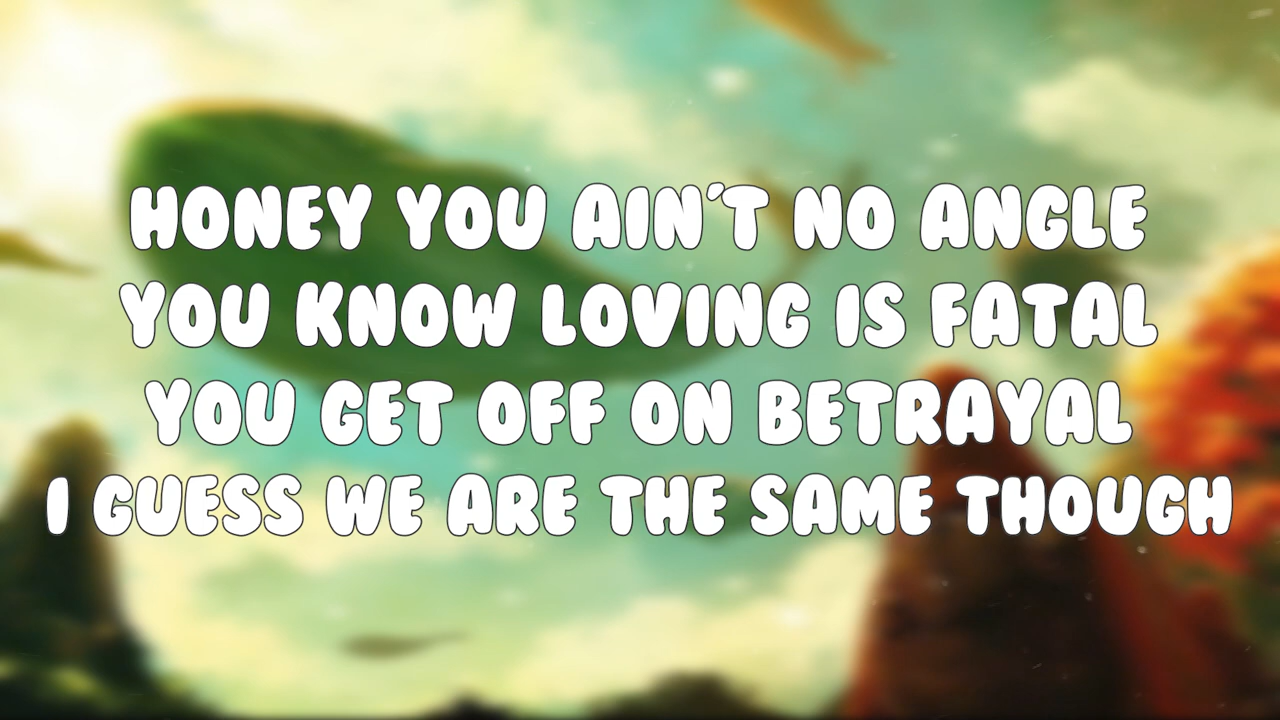 HONEY YOU AIN'T NO ANGLE
YOU KNOW LOVING IS FATAL
YOU GET OFF ON BETRAYAL
I GUESS WE ARE THE SAME THOUGH